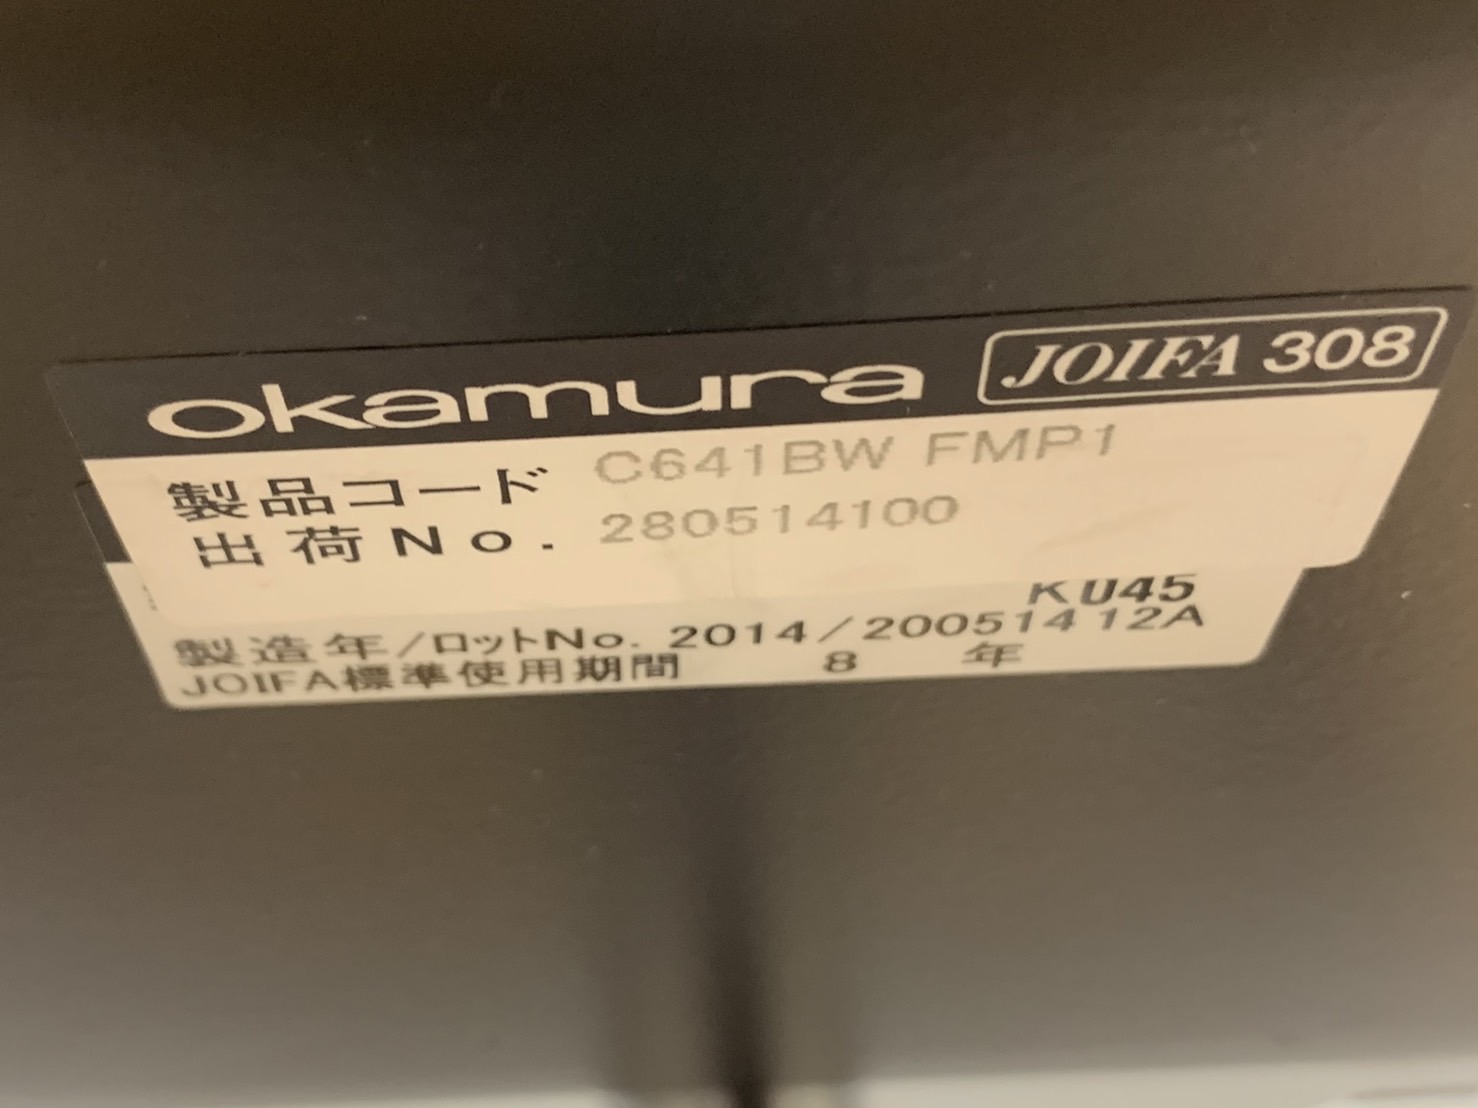 okamura JOIFA 308
製品コード C641BW FMP1
出荷No. 280514100
KU45
製造年/ロットNo. 2014/200514 12A
JOIFA標準使用期間 8 年